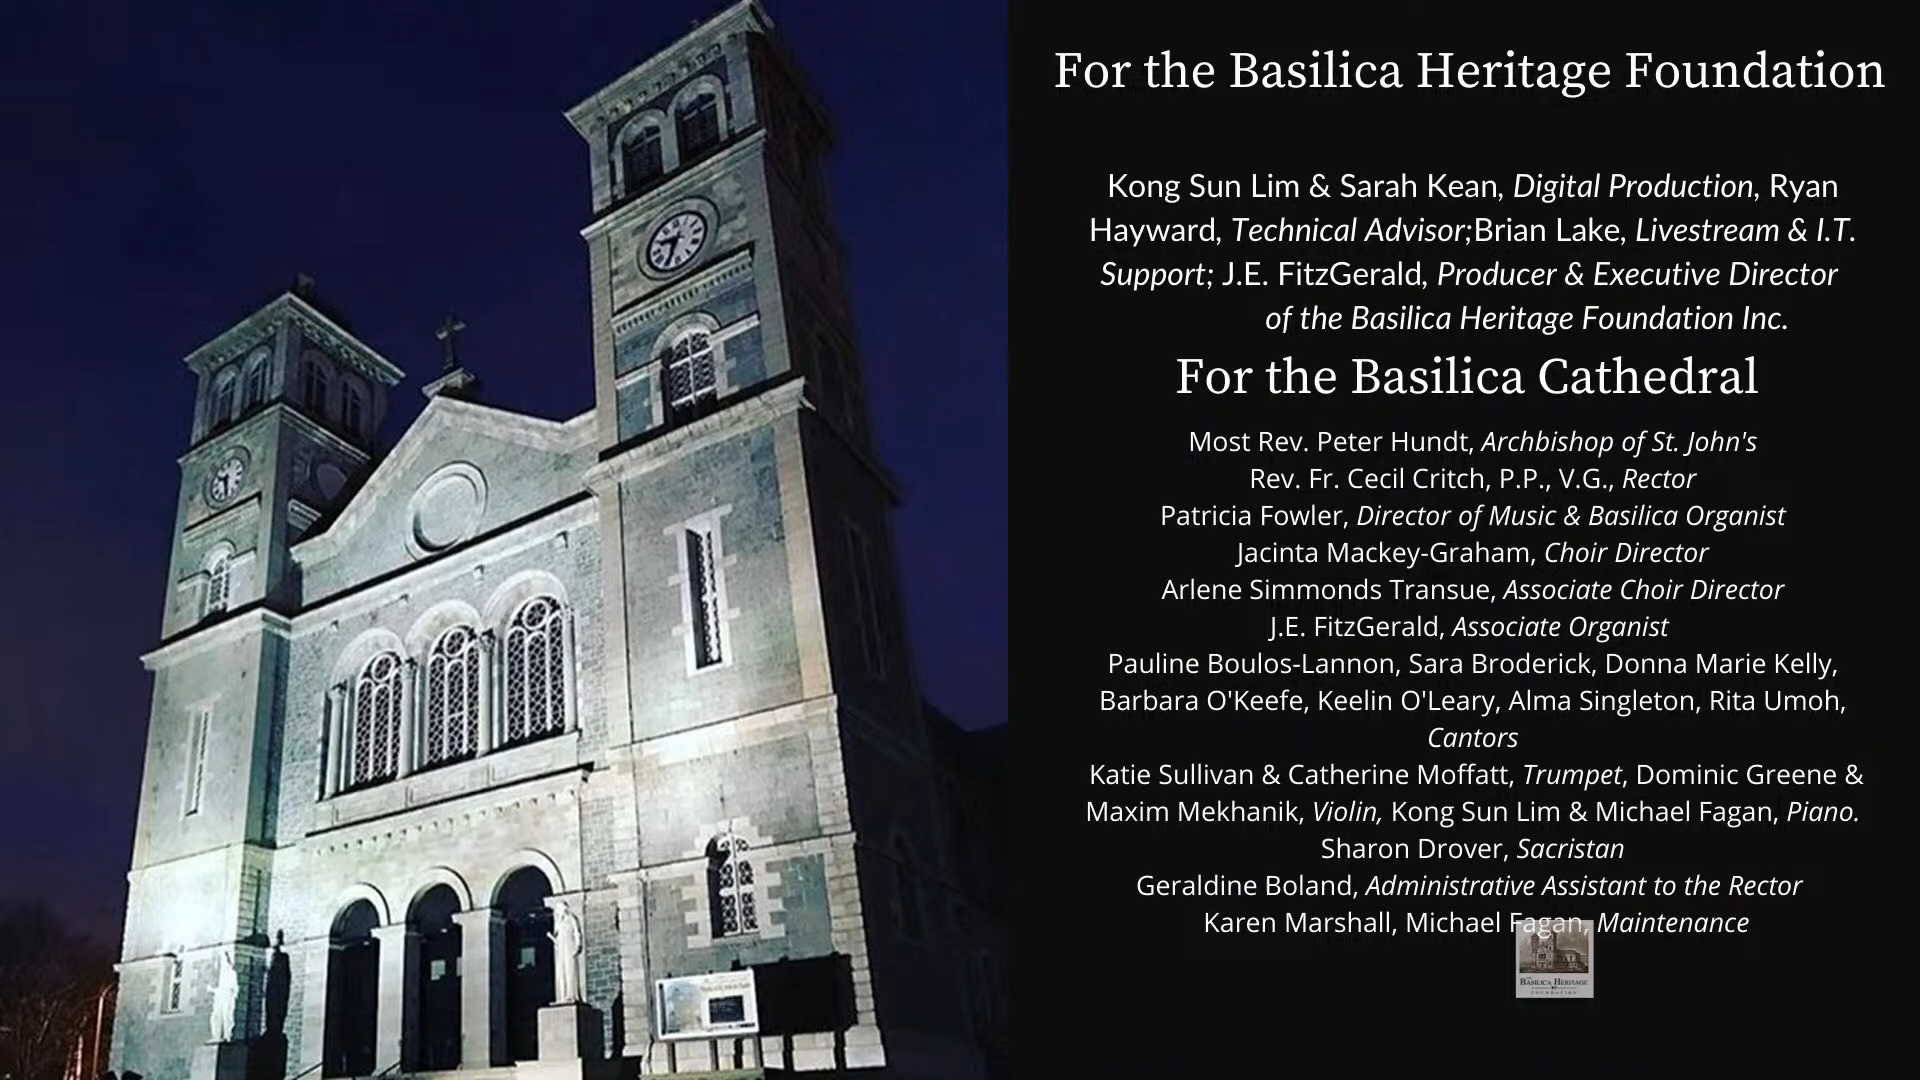 For the Basilica Heritage Foundation
Kong Sun Lim & Sarah Kean, Digital Production, Ryan
Hayward, Technical Advisor;Brian Lake, Livestream & I.T.
Support; J.E. FitzGerald, Producer & Executive Director
of the Basilica Heritage Foundation Inc.
For the Basilica Cathedral
Most Rev. Peter Hundt, Archbishop of St. John's
Rev. Fr. Cecil Critch, P.P., V.G., Rector
Patricia Fowler, Director of Music & Basilica Organist
Jacinta Mackey-Graham, Choir Director
Arlene Simmonds Transue, Associate Choir Director
J.E. FitzGerald, Associate Organist
Pauline Boulos-Lannon, Sara Broderick, Donna Marie Kelly,
Barbara O'Keefe, Keelin O'Leary, Alma Singleton, Rita Umoh,
Cantors
Katie Sullivan & Catherine Moffatt, Trumpet, Dominic Greene &
Maxim Mekhanik, Violin, Kong Sun Lim & Michael Fagan, Piano.
Sharon Drover, Sacristan
Geraldine Boland, Administrative Assistant to the Rector
Karen Marshall, Michael Fagan, Maintenance
Basilica Heritage
Foundation